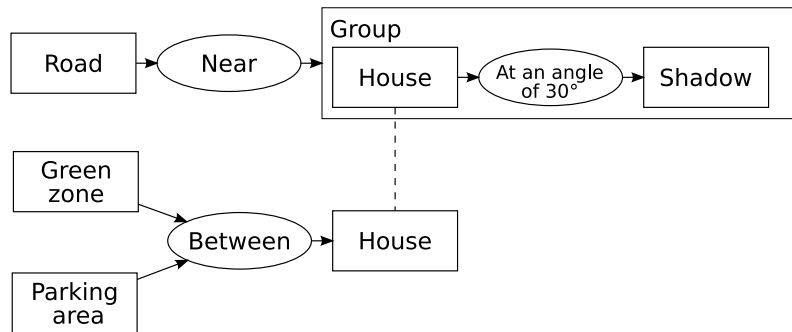 Group
Road
Near
House
At an angle
of 30°
Shadow
Green
zone
Between
House
Parking
area